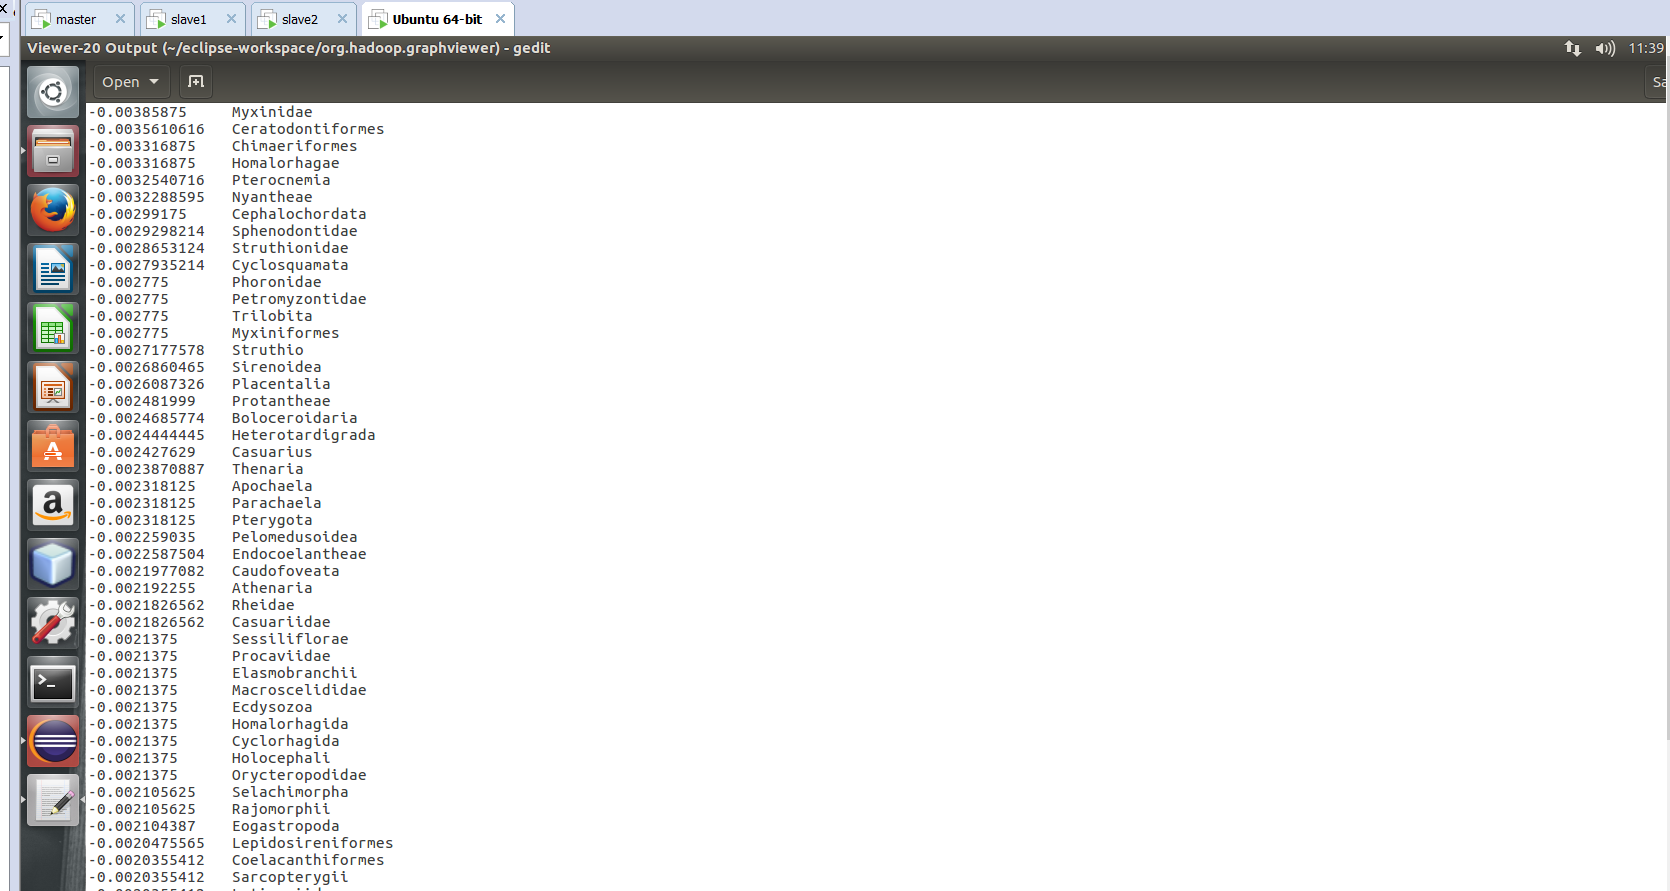 master
slave1
slave2
Ubuntu 64-bit
Viewer-20 Output (~/eclipse-workspace/org.hadoop.graphviewer) - gedit
11:39
Open
Sa
-0.00385875 Myxinidae
-0.0035610616 Ceratodontiformes
-0.003316875 Chimaeriformes
-0.003316875 Homalorhagae
-0.0032540716 Pterocnemia
-0.0032288595 Nyantheae
-0.00299175 Cephalochordata
-0.0029298214 Sphenodontidae
-0.0028653124 Struthionidae
-0.0027935214 Cyclosquamata
-0.002775 Phoronidae
-0.002775 Petromyzontidae
-0.002775 Trilobita
-0.002775 Myxiniformes
-0.0027177578 Struthio
-0.0026860465 Sirenoidea
-0.0026087326 Placentalia
-0.002481999 Protantheae
-0.0024685774 Boloceroidaria
-0.0024444445 Heterotardigrada
-0.002427629 Casuarius
-0.0023870887 Thenaria
-0.002318125 Apochaela
-0.002318125 Parachaela
-0.002318125 Pterygota
-0.002259035 Pelomedusoidea
-0.0022587504 Endocoelantheae
-0.0021977082 Caudofoveata
-0.002192255 Athenaria
-0.0021826562 Rheidae
-0.0021826562 Casuariidae
-0.0021375 Sessiliflorae
-0.0021375 Procaviidae
-0.0021375 Elasmobranchii
-0.0021375 Macroscelididae
-0.0021375 Ecdysozoa
-0.0021375 Homalorhagida
-0.0021375 Cyclorhagida
-0.0021375 Holocephali
-0.0021375 Orycteropodidae
-0.002105625 Selachimorpha
-0.002105625 Rajomorphii
-0.002104387 Eogastropoda
-0.0020475565 Lepidosireniformes
-0.0020355412 Coelacanthiformes
-0.0020355412 Sarcopterygii